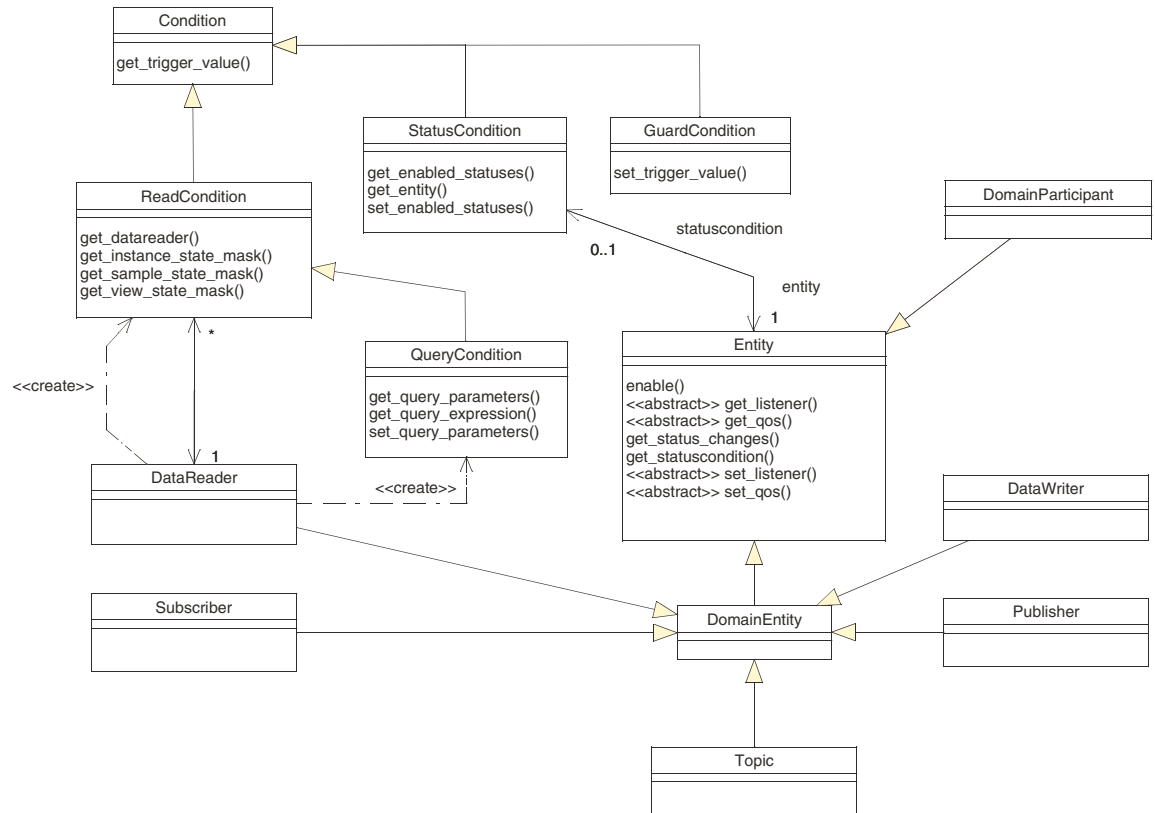 Condition
get_trigger_value()
StatusCondition
get_enabled_statuses()
get_entity()
set_enabled_statuses()
GuardCondition
set_trigger_value()
ReadCondition
get_datareader()
get_instance_state_mask()
get_sample_state_mask()
get_view_state_mask()
DomainParticipant
statuscondition
0..1
entity
1
*
<<create>>
QueryCondition
get_query_parameters()
get_query_expression()
set_query_parameters()
Entity
enable()
<<abstract>> get_listener()
<<abstract>> get_qos()
get_status_changes()
get_statuscondition()
<<abstract>> set_listener()
<<abstract>> set_qos()
1
DataReader
<<create>>
DataWriter
Subscriber
DomainEntity
Publisher
Topic